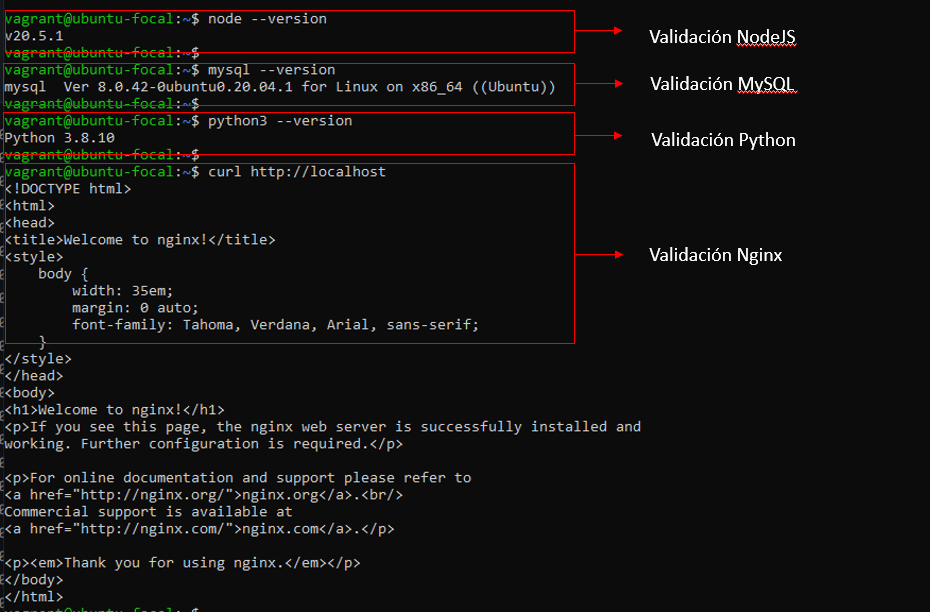 vagrant@ubuntu-focal:~$ node --version
v20.5.1
vagrant@ubuntu-focal:~$
Validación NodeJS
vagrant@ubuntu-focal:~$ mysql --version
mysql  Ver 8.0.42-0ubuntu0.20.04.1 for Linux on x86_64 ((Ubuntu))
vagrant@ubuntu-focal:~$
Validación MySQL
vagrant@ubuntu-focal:~$ python3 --version
Python 3.8.10
vagrant@ubuntu-focal:~$
Validación Python
vagrant@ubuntu-focal:~$ curl http://localhost
<!DOCTYPE html>
<html>
<head>
<title>Welcome to nginx!</title>
<style>
    body {
        width: 35em;
        margin: 0 auto;
        font-family: Tahoma, Verdana, Arial, sans-serif;
    }
Validación Nginx
</style>
</head>
<body>
<h1>Welcome to nginx!</h1>
<p>If you see this page, the nginx web server is successfully installed and
working. Further configuration is required.</p>
<p>For online documentation and support please refer to
<a href="http://nginx.org/">nginx.org</a>.<br/>
Commercial support is available at
<a href="http://nginx.com/">nginx.com</a>.</p>
<p><em>Thank you for using nginx.</em></p>
</body>
</html>
vagrant@ubuntu-focal:~$